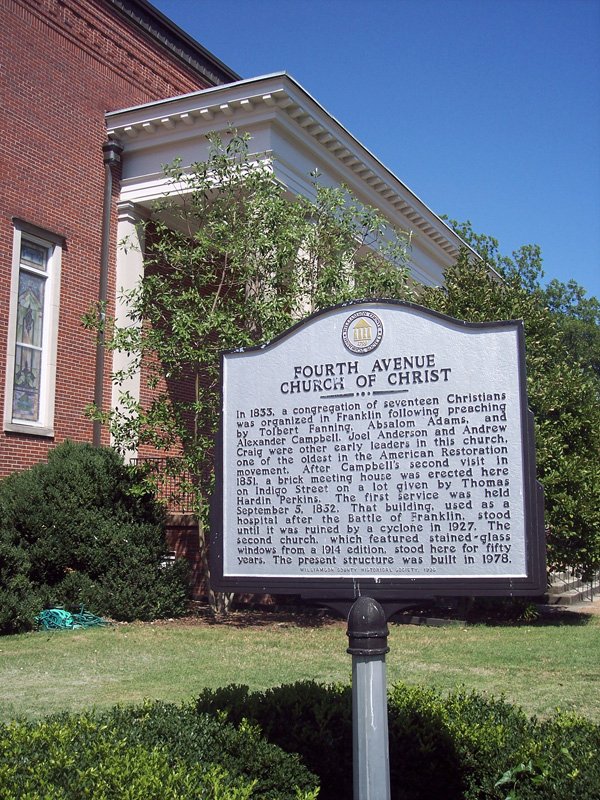 FOURTH AVENUE
CHURCH OF CHRIST
In 1833, a congregation of seventeen Christians
was organized in Franklin following preaching
by Tolbert Fanning, Absalom Adams, and
Alexander Campbell. Joel Anderson and Andrew
Craig were other early leaders in this church,
one of the oldest in the American Restoration
movement. After Campbell's second visit in
1851, a brick meeting house was erected here
on Indigo Street on a lot given by Thomas
Hardin Perkins. The first service was held
September 5, 1852. That building, used as a
hospital after the Battle of Franklin, stood
until it was ruined by a cyclone in 1927. The
second church, which featured stained-glass
windows from a 1914 edition, stood here for fifty
years. The present structure was built in 1978.
WILLIAMSON COUNTY HISTORICAL SOCIETY,